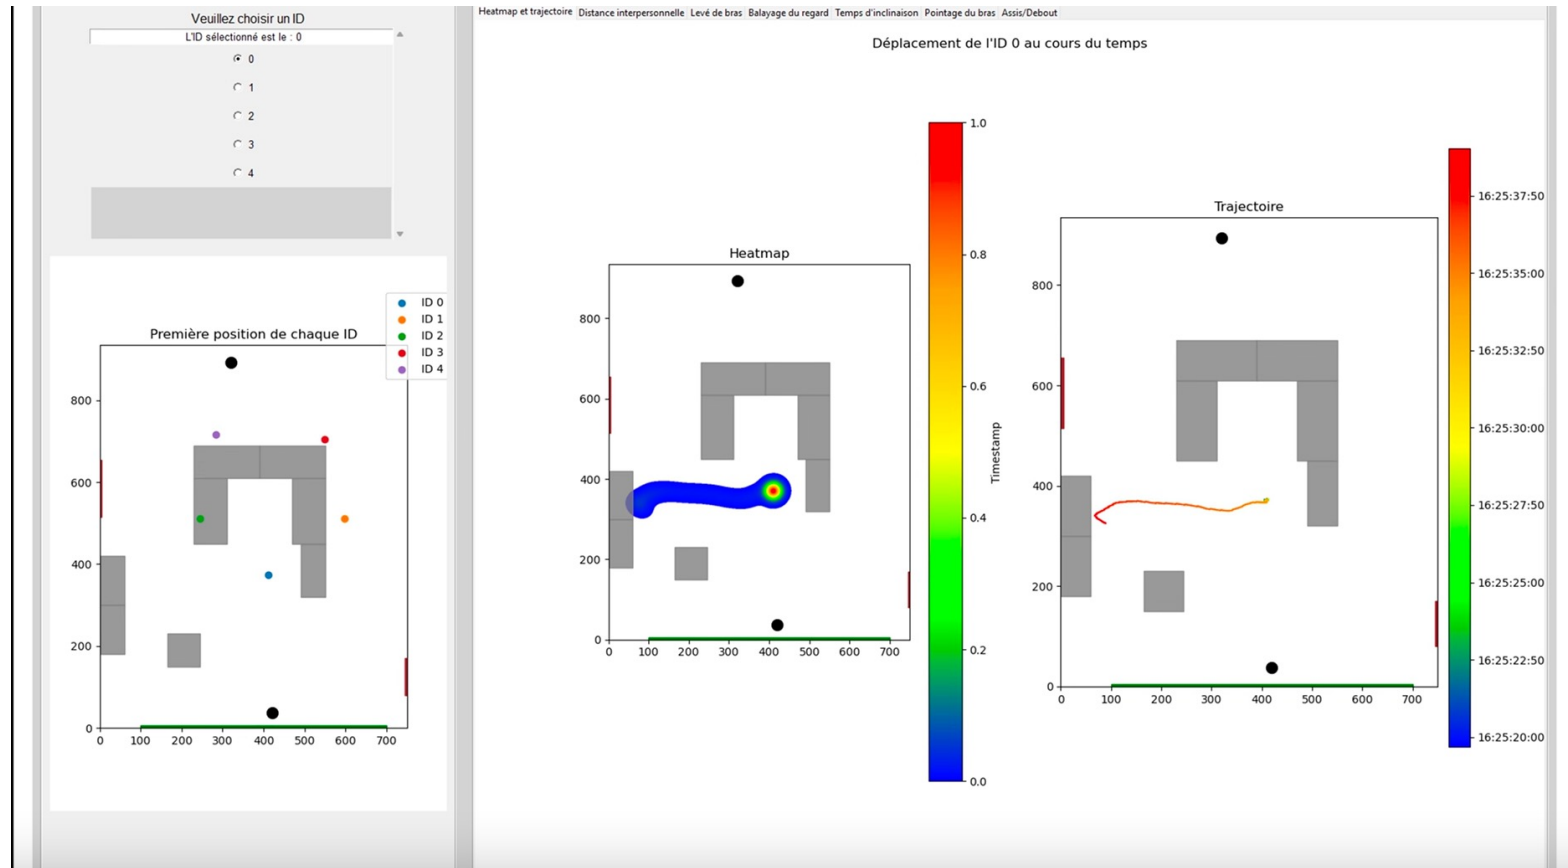 Veuillez choisir un ID
L'ID sélectionné est le : 0
0
1
2
3
4
Première position de chaque ID
ID 0
ID 1
ID 2
ID 3
ID 4
800
600
400
200
0
0 100 200 300 400 500 600 700
Heatmap et trajectoire Distance interpersonnelle Levé de bras Balayage du regard Temps d'inclinaison Pointage du bras Assis/Debout
Déplacement de l'ID 0 au cours du temps
Heatmap
800
600
400
200
0
0 100 200 300 400 500 600 700
1.0
0.8
0.6
0.4
0.2
0.0
Timestamp
Trajectoire
800
600
400
200
0
0 100 200 300 400 500 600 700
16:25:37:50
16:25:35:00
16:25:32:50
16:25:30:00
16:25:27:50
16:25:25:00
16:25:22:50
16:25:20:00